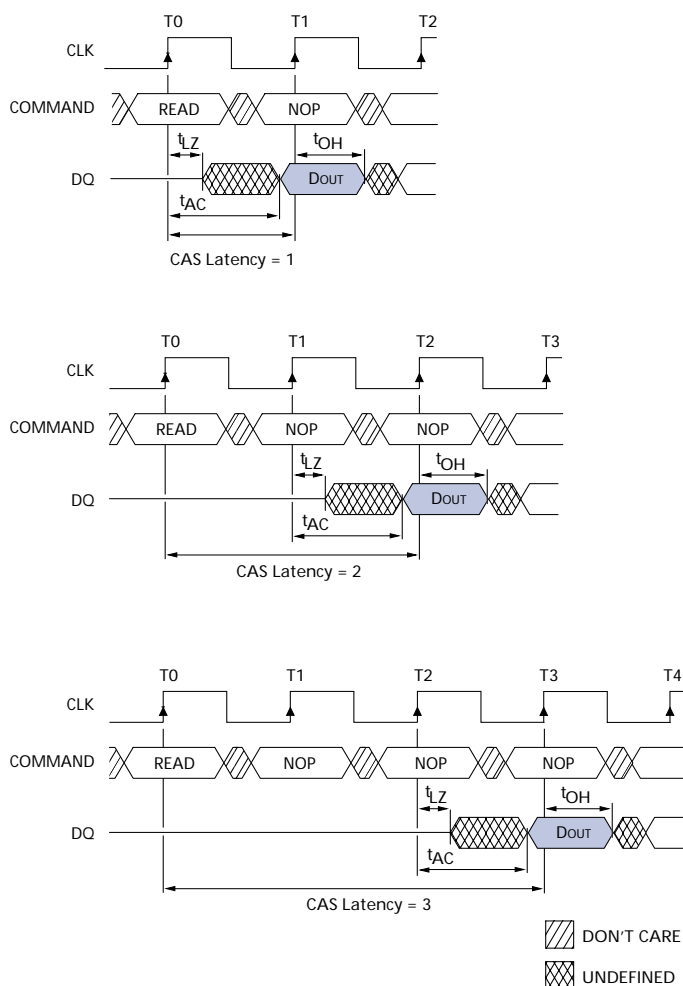 T0 T1 T2
CLK
COMMAND READ NOP
tLZ tOH
DQ DOUT
tAC
CAS Latency = 1
T0 T1 T2 T3
CLK
COMMAND READ NOP NOP
tLZ tOH
DQ DOUT
tAC
CAS Latency = 2
T0 T1 T2 T3 T4
CLK
COMMAND READ NOP NOP NOP
tLZ tOH
DQ DOUT
tAC
CAS Latency = 3
DON'T CARE
UNDEFINED